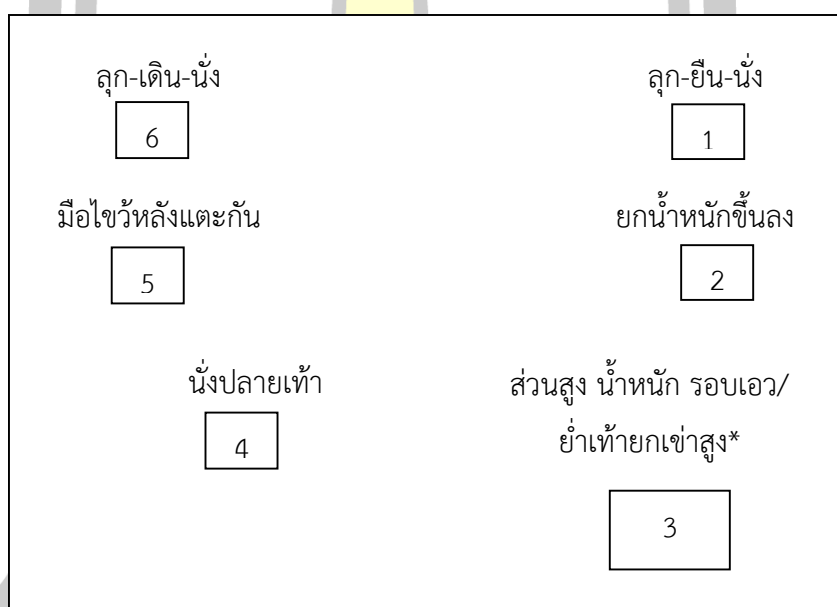 ลุก-เดิน-นั่ง
ลุก-ยืน-นั่ง
6
1
มือไขว้หลังแตะกัน
ยกน้ำหนักขึ้นลง
5
2
นั่งปลายเท้า
ส่วนสูง น้ำหนัก รอบเอว/
ย่ำเท้ายกเข่าสูง*
4
3